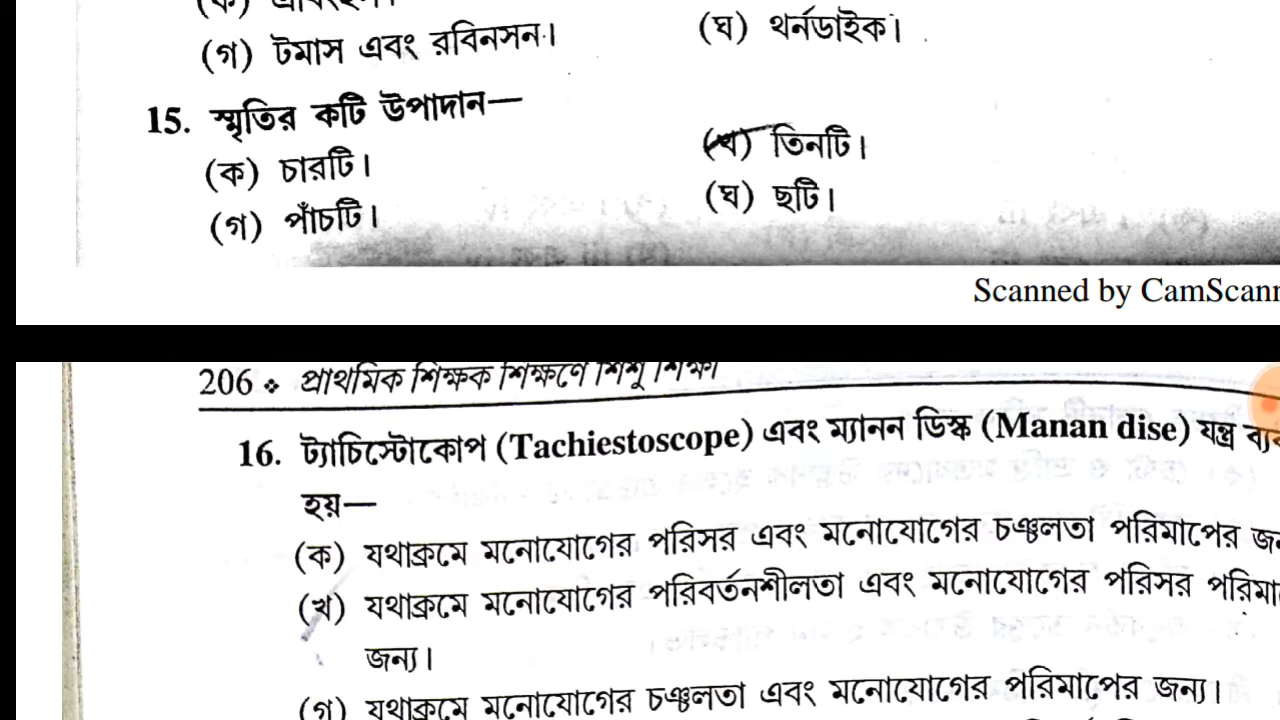 (গ) টমাস এবং রবিনসন।
(ঘ) থর্নডাইক।
15. স্মৃতির কটি উপাদান—
(ক) চারটি।
(খ) তিনটি।
(গ) পাঁচটি।
(ঘ) ছটি।
Scanned by CamScann
206 ❖ প্রাথমিক শিক্ষক শিক্ষণে শিশু শিক্ষা
16. ট্যাচিস্টোকোপ (Tachiestoscope) এবং ম্যানন ডিস্ক (Manan dise) যন্ত্র
হয়—
(ক) যথাক্রমে মনোযোগের পরিসর এবং মনোযোগের চঞ্চলতা পরিমাপের
(খ) যথাক্রমে মনোযোগের পরিবর্তনশীলতা এবং মনোযোগের পরিসর
জন্য।
(গ) যথাক্রমে মনোযোগের চঞ্চলতা এবং মনোযোগের পরিমাপের জন্য।